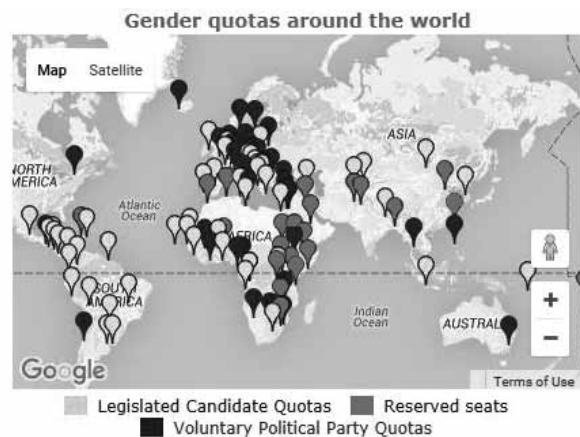 Gender quotas around the world
Map Satellite
ASIA
NORTH
AMERICA
Atlantic
Ocean
AFRICA
SOUTH
AMERICA
Indian
Ocean
AUSTRAL
+
−
Google
Terms of Use
Legislated Candidate Quotas Reserved seats
Voluntary Political Party Quotas